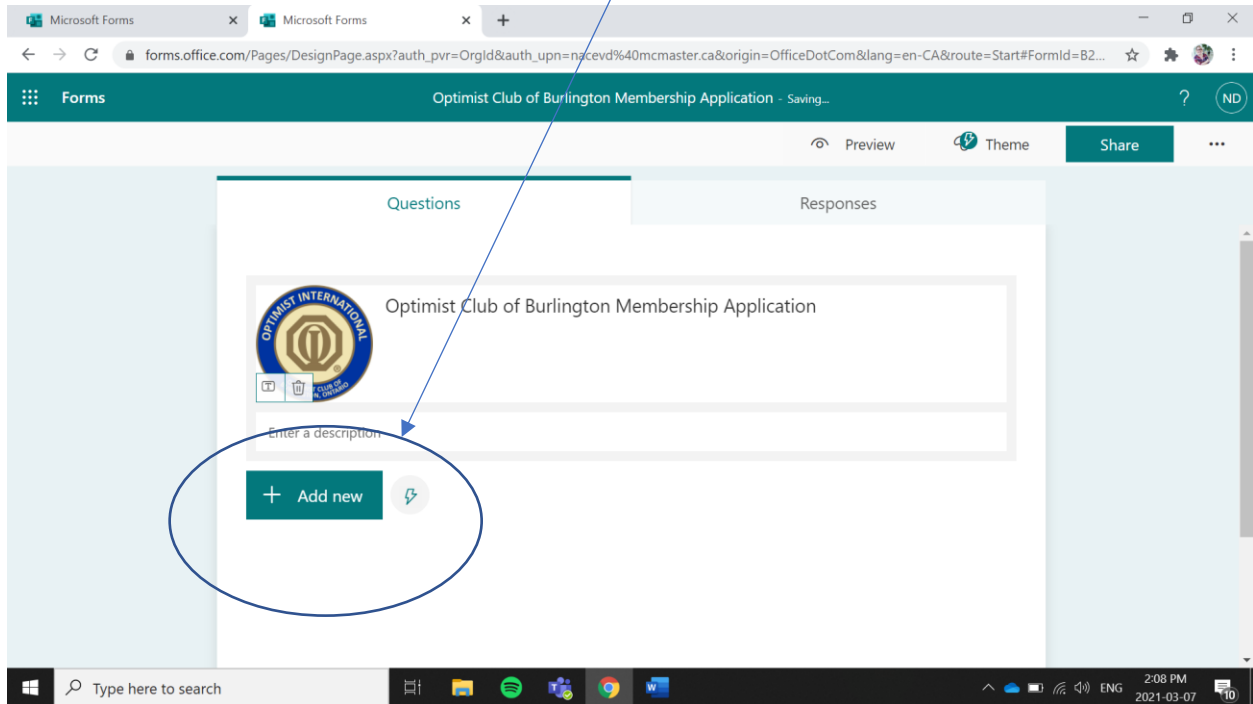 Microsoft Forms
Microsoft Forms
forms.office.com/Pages/DesignPage.aspx?auth_pvr=OrgId&auth_upn=nacevd%40mcmaster.ca&origin=OfficeDotCom&lang=en-CA&route=Start#FormId=B2...
Forms
Optimist Club of Burlington Membership Application - Saving...
?
ND
Preview
Theme
Share
...
Questions
Responses
OPTIMIST INTERNATIONAL
CLUB OF
N, ONTARIO
Optimist Club of Burlington Membership Application
Enter a description
+ Add new
Type here to search
ENG
2:08 PM
2021-03-07
10